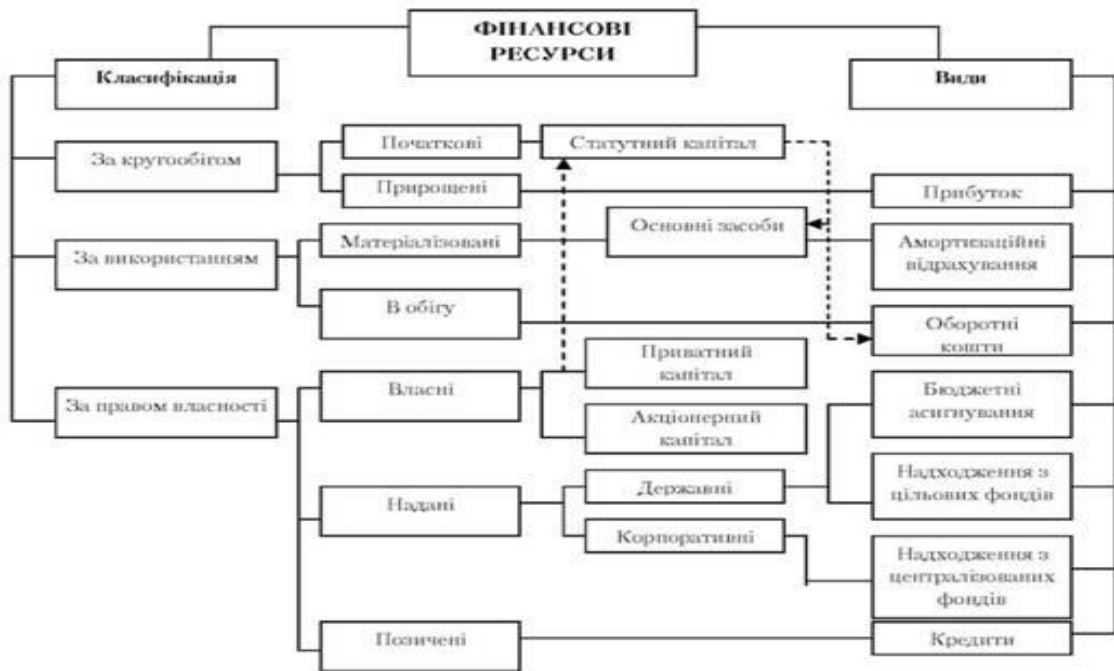 ФІНАНСОВІ
РЕСУРСИ
Класифікація
Види
За кругообігом
Початкові
Статутний капітал
Прирощені
Прибуток
За використанням
Матеріалізовані
Основні засоби
Амортизаційні
відрахування
В обігу
Оборотні
кошти
За правом власності
Власні
Приватний
капітал
Акціонерний
капітал
Бюджетні
асигнування
Надані
Державні
Надходження з
цільових фондів
Корпоративні
Надходження з
централізованих
фондів
Позичені
Кредити